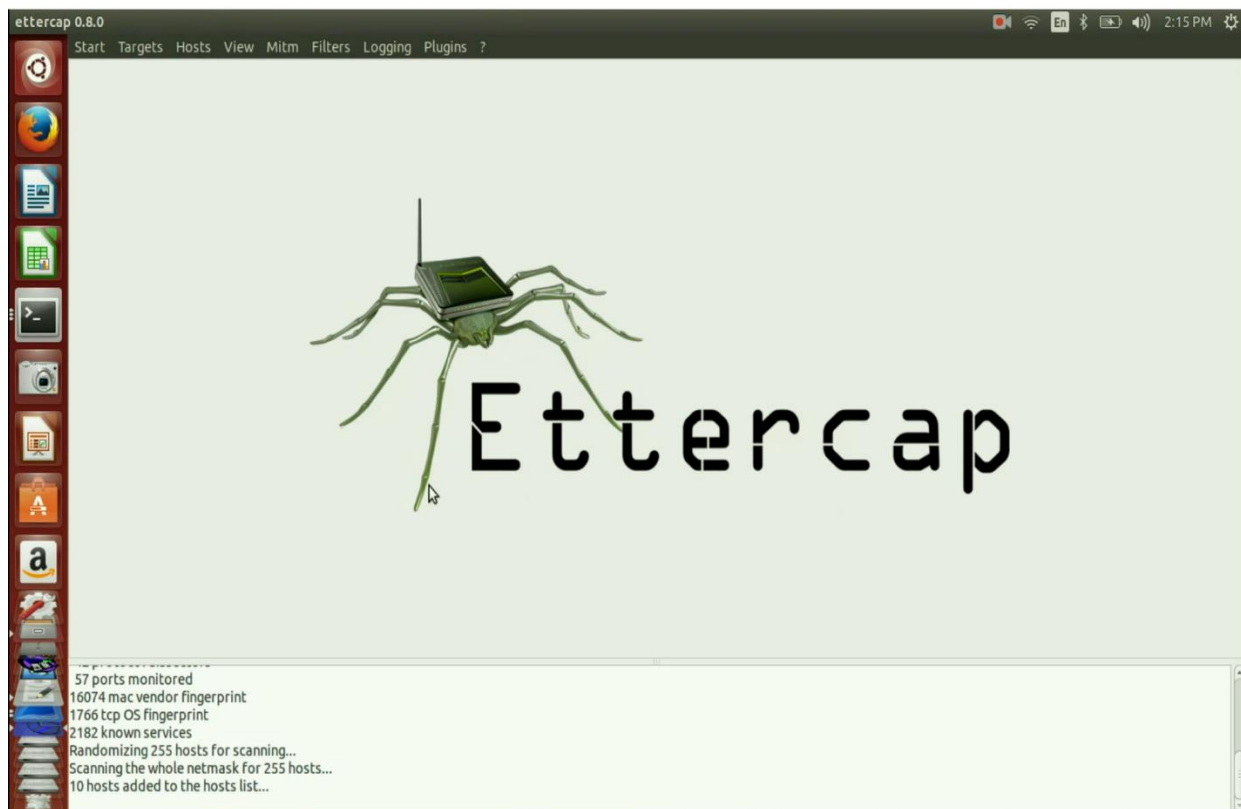 ettercap 0.8.0
En
2:15 PM
Start Targets Hosts View Mitm Filters Logging Plugins ?
Ettercap
57 ports monitored
16074 mac vendor fingerprint
1766 tcp OS fingerprint
2182 known services
Randomizing 255 hosts for scanning...
Scanning the whole netmask for 255 hosts...
10 hosts added to the hosts list...